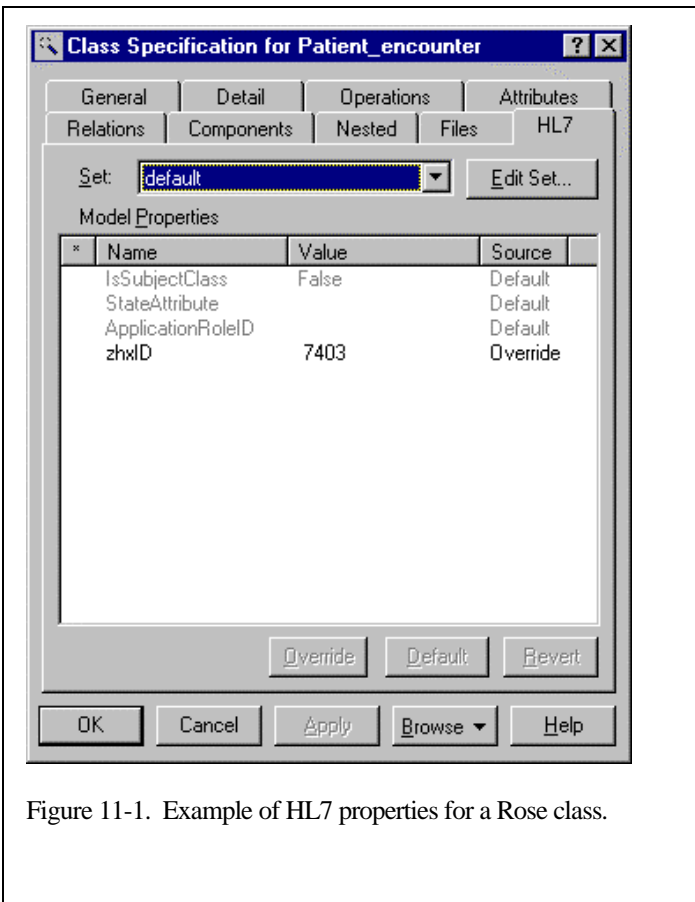 Class Specification for Patient_encounter
General Detail Operations Attributes
Relations Components Nested Files HL7
Set: default Edit Set...
Model Properties
* Name Value Source
IsSubjectClass False Default
StateAttribute Default
ApplicationRoleID Default
zhxID 7403 Override
Override Default Revert
OK Cancel Apply Browse Help
Figure 11-1. Example of HL7 properties for a Rose class.